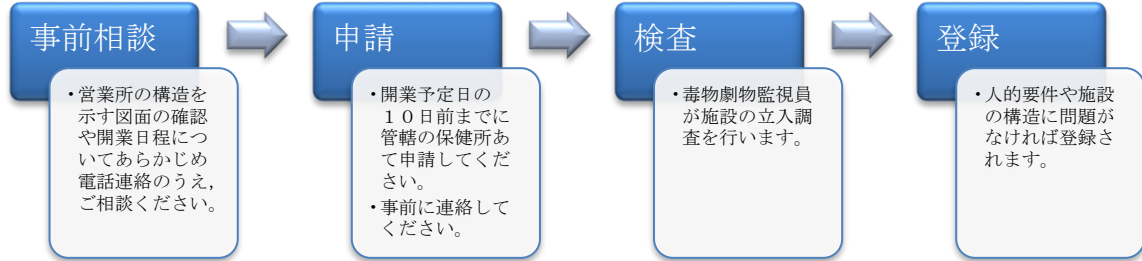 事前相談
・営業所の構造を
示す図面の確認
や開業日程につ
いてあらかじめ
電話連絡のうえ,
ご相談ください。
申請
・開業予定日の
１０日前までに
管轄の保健所あ
て申請してくだ
さい。
・事前に連絡して
ください。
検査
・毒物劇物監視員
が施設の立入調
査を行います。
登録
・人的要件や施設
の構造に問題が
なければ登録さ
れます。